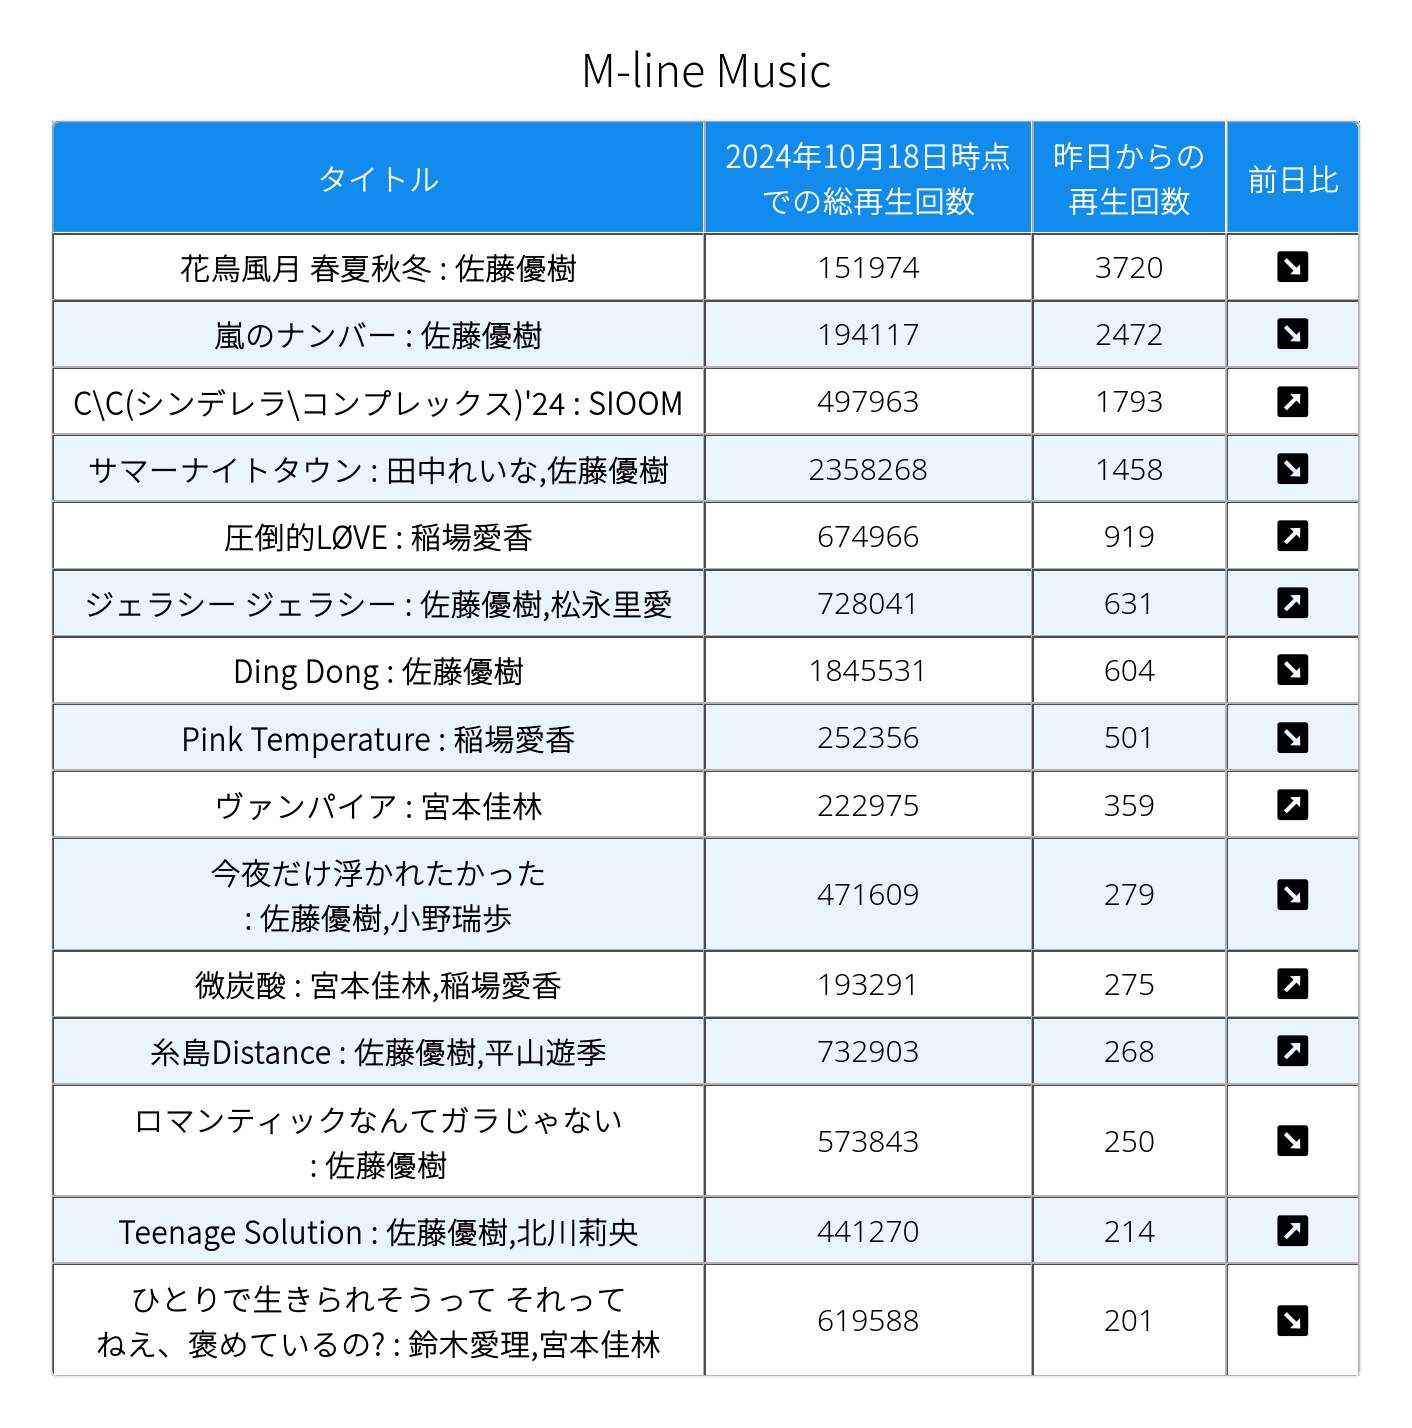 M-line Music
タイトル
2024年10月18日時点
での総再生回数
昨日からの
再生回数
前日比
花鳥風月 春夏秋冬 : 佐藤優樹
151974
3720
嵐のナンバー : 佐藤優樹
194117
2472
C\C(シンデレラ\コンプレックス)'24 : SIOOM
497963
1793
サマーナイトタウン : 田中れいな,佐藤優樹
2358268
1458
圧倒的LØVE : 稲場愛香
674966
919
ジェラシー ジェラシー : 佐藤優樹,松永里愛
728041
631
Ding Dong : 佐藤優樹
1845531
604
Pink Temperature : 稲場愛香
252356
501
ヴァンパイア : 宮本佳林
222975
359
今夜だけ浮かれたかった
: 佐藤優樹,小野瑞歩
471609
279
微炭酸 : 宮本佳林,稲場愛香
193291
275
糸島Distance : 佐藤優樹,平山遊季
732903
268
ロマンティックなんてガラじゃない
: 佐藤優樹
573843
250
Teenage Solution : 佐藤優樹,北川莉央
441270
214
ひとりで生きられそうって それって
ねえ、褒めているの? : 鈴木愛理,宮本佳林
619588
201